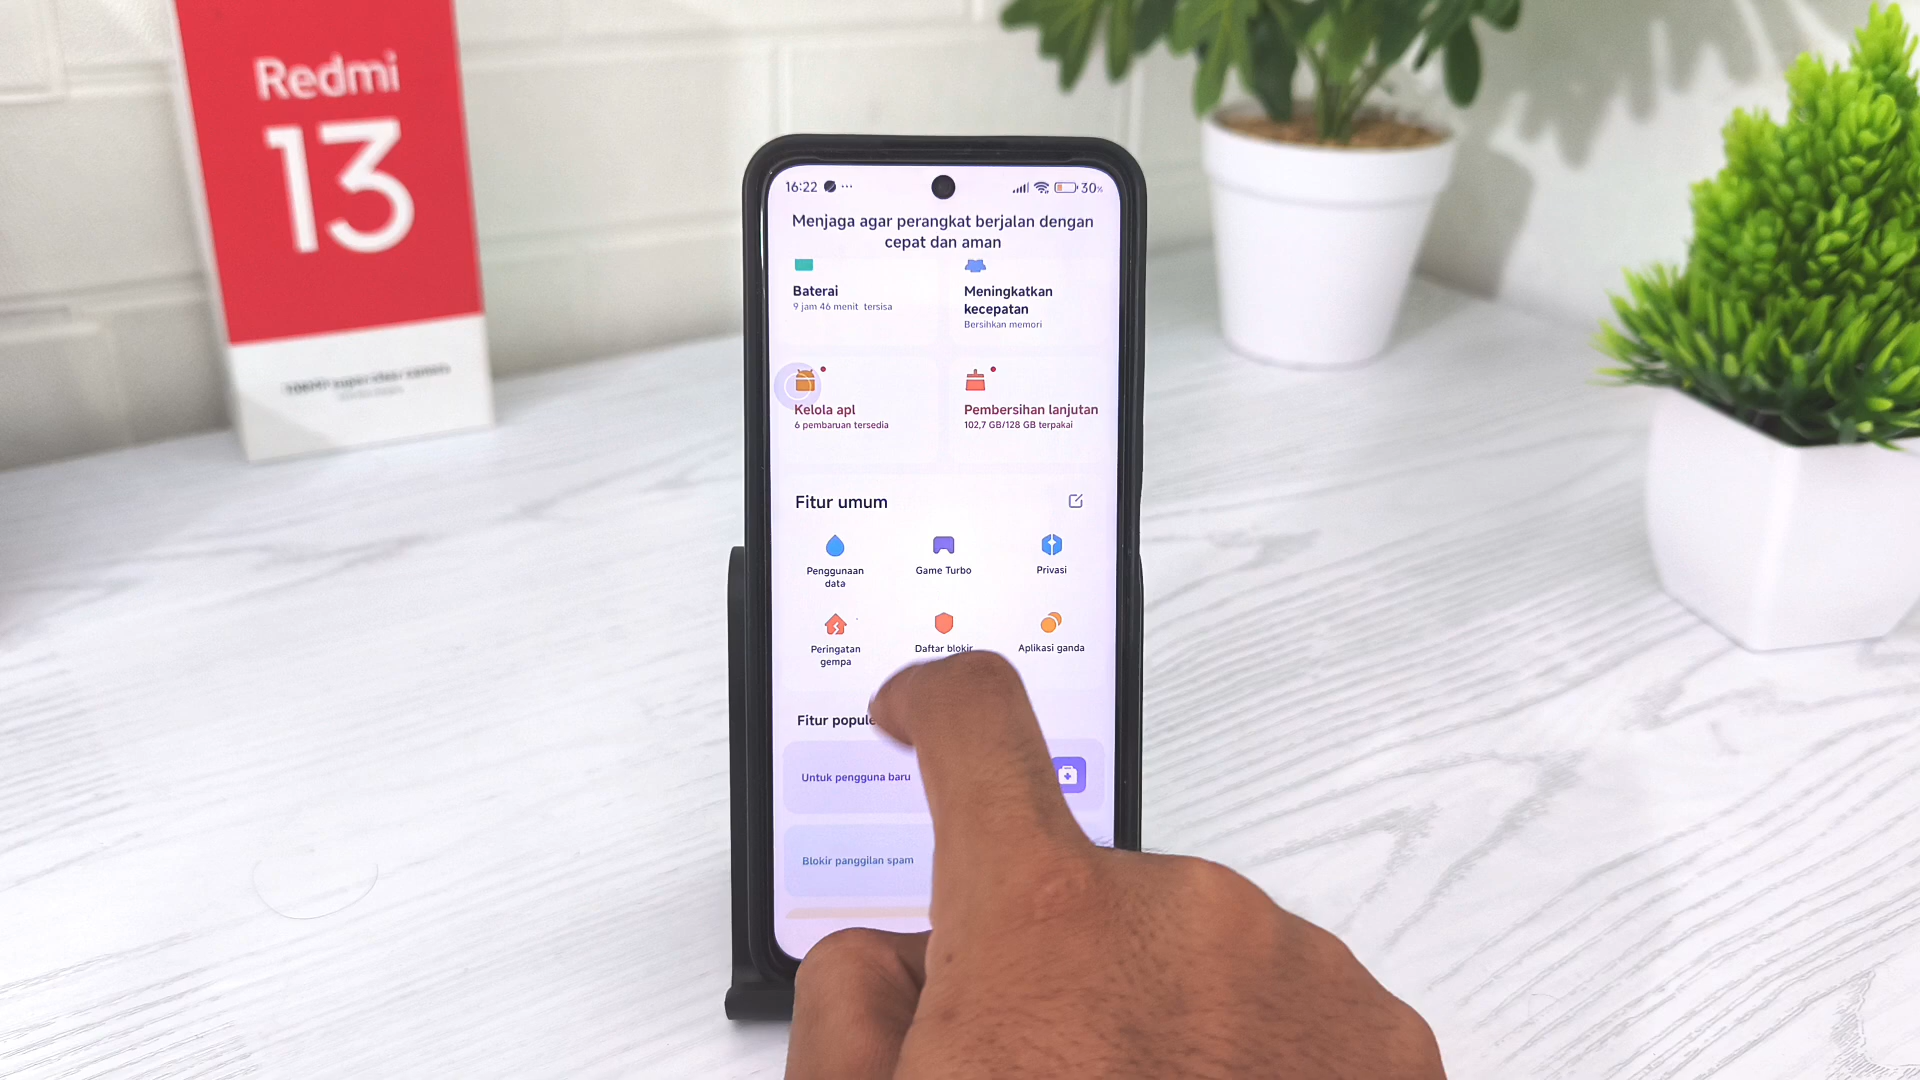 Redmi
13
16:22
30%
Menjaga agar perangkat berjalan dengan
cepat dan aman
Baterai
9 jam 46 menit tersisa
Meningkatkan
kecepatan
Bersihkan memori
Kelola apl
6 pembaruan tersedia
Pembersihan lanjutan
102,7 GB/128 GB terpakai
Fitur umum
Penggunaan
data
Game Turbo
Privasi
Peringatan
gempa
Daftar blokir
Aplikasi ganda
Fitur
Untuk pengguna baru
Blokir panggilan spam